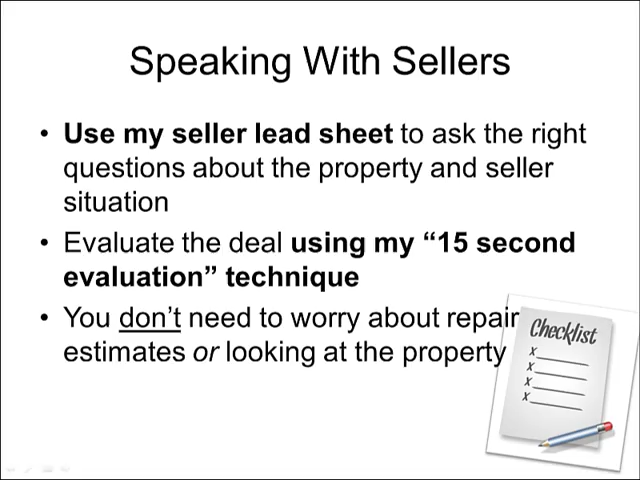 Speaking With Sellers
• Use my seller lead sheet to ask the right
questions about the property and seller
situation
• Evaluate the deal using my “15 second
evaluation” technique
• You don’t need to worry about repair
estimates or looking at the property
Checklist
x
x
x
x